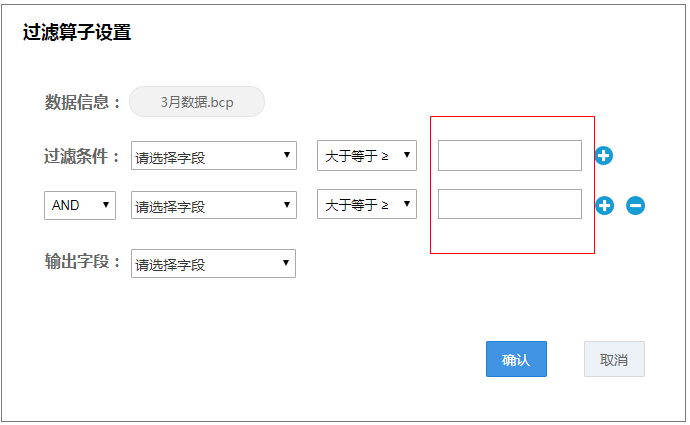 过滤算子设置
数据信息： 3月数据.bcp
过滤条件： 请选择字段 大于等于 ≥
AND 请选择字段 大于等于 ≥
输出字段： 请选择字段
确认 取消